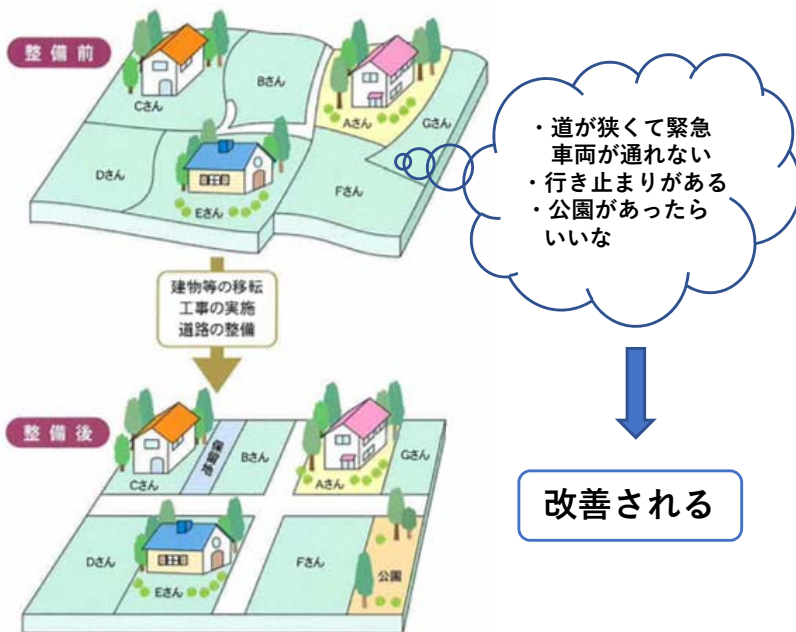 整備前
Cさん
Bさん
Aさん
Gさん
Dさん
Eさん
Fさん
・道が狭くて緊急
車両が通れない
・行き止まりがある
・公園があったら
いいな
建物等の移転
工事の実施
道路の整備
改善される
整備後
Cさん
保留地
Bさん
Aさん
Gさん
Dさん
Eさん
Fさん
公園